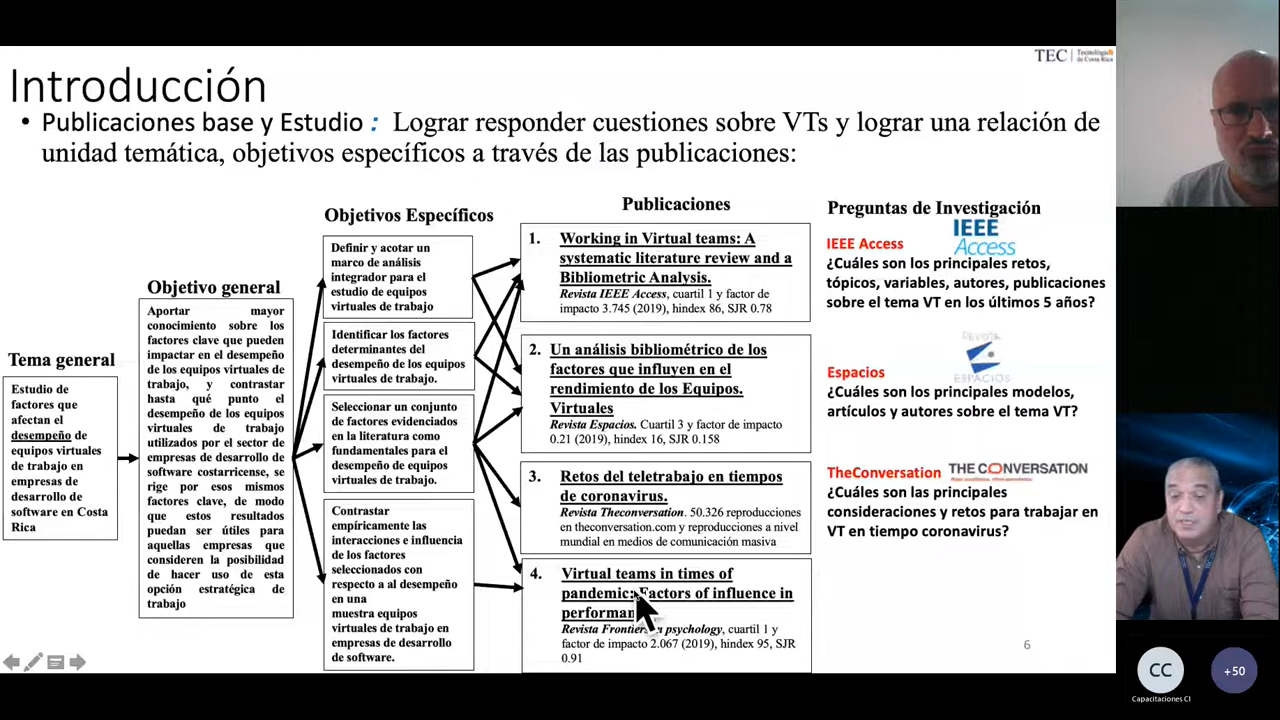 TEC | Tecnológico
de Costa Rica
Introducción
• Publicaciones base y Estudio : Lograr responder cuestiones sobre VTs y lograr una relación de
unidad temática, objetivos específicos a través de las publicaciones:
Tema general
Estudio de
factores que
afectan el
desempeño de
equipos virtuales
de trabajo en
empresas de
desarrollo de
software en Costa
Rica
Objetivo general
Aportar mayor
conocimiento sobre los
factores clave que pueden
impactar en el desempeño
de los equipos virtuales de
trabajo, y contrastar
hasta qué punto el
desempeño de los equipos
virtuales de trabajo
utilizados por el sector de
empresas de desarrollo de
software costarricense, se
rige por esos mismos
factores clave, de modo
que estos resultados
puedan ser útiles para
aquellas empresas que
consideren la posibilidad
de hacer uso de esta
opción estratégica de
trabajo
Objetivos Específicos
Definir y acotar un
marco de análisis
integrador para el
estudio de equipos
virtuales de trabajo
Identificar los factores
determinantes del
desempeño de los equipos
virtuales de trabajo.
Seleccionar un conjunto
de factores evidenciados
en la literatura como
fundamentales para el
desempeño de equipos
virtuales de trabajo.
Contrastar
empíricamente las
interacciones e influencia
de los factores
seleccionados con
respecto a al desempeño
en una
muestra equipos
virtuales de trabajo en
empresas de desarrollo
de software.
Publicaciones
1. Working in Virtual teams: A
systematic literature review and a
Bibliometric Analysis.
Revista IEEE Access, cuartil 1 y factor de
impacto 3.745 (2019), hindex 86, SJR 0.78
2. Un análisis bibliométrico de los
factores que influyen en el
rendimiento de los Equipos.
Virtuales
Revista Espacios. Cuartil 3 y factor de impacto
0.21 (2019), hindex 16, SJR 0.158
3. Retos del teletrabajo en tiempos
de coronavirus.
Revista Theconversation. 50.326 reproducciones
en theconversation.com y reproducciones a nivel
mundial en medios de comunicación masiva
4. Virtual teams in times of
pandemic: Factors of influence in
performan
Revista Frontiers in psychology, cuartil 1 y
factor de impacto 2.067 (2019), hindex 95, SJR
0.91
Preguntas de Investigación
IEEE Access
IEEE
Access
¿Cuáles son los principales retos,
tópicos, variables, autores, publicaciones
sobre el tema VT en los últimos 5 años?
REVISTA
ESPACIOS
Espacios
¿Cuáles son los principales modelos,
artículos y autores sobre el tema VT?
TheConversation THE CONVERSATION
¿Cuáles son las principales
consideraciones y retos para trabajar en
VT en tiempo coronavirus?
6
CC
+50
Capacitaciones CI